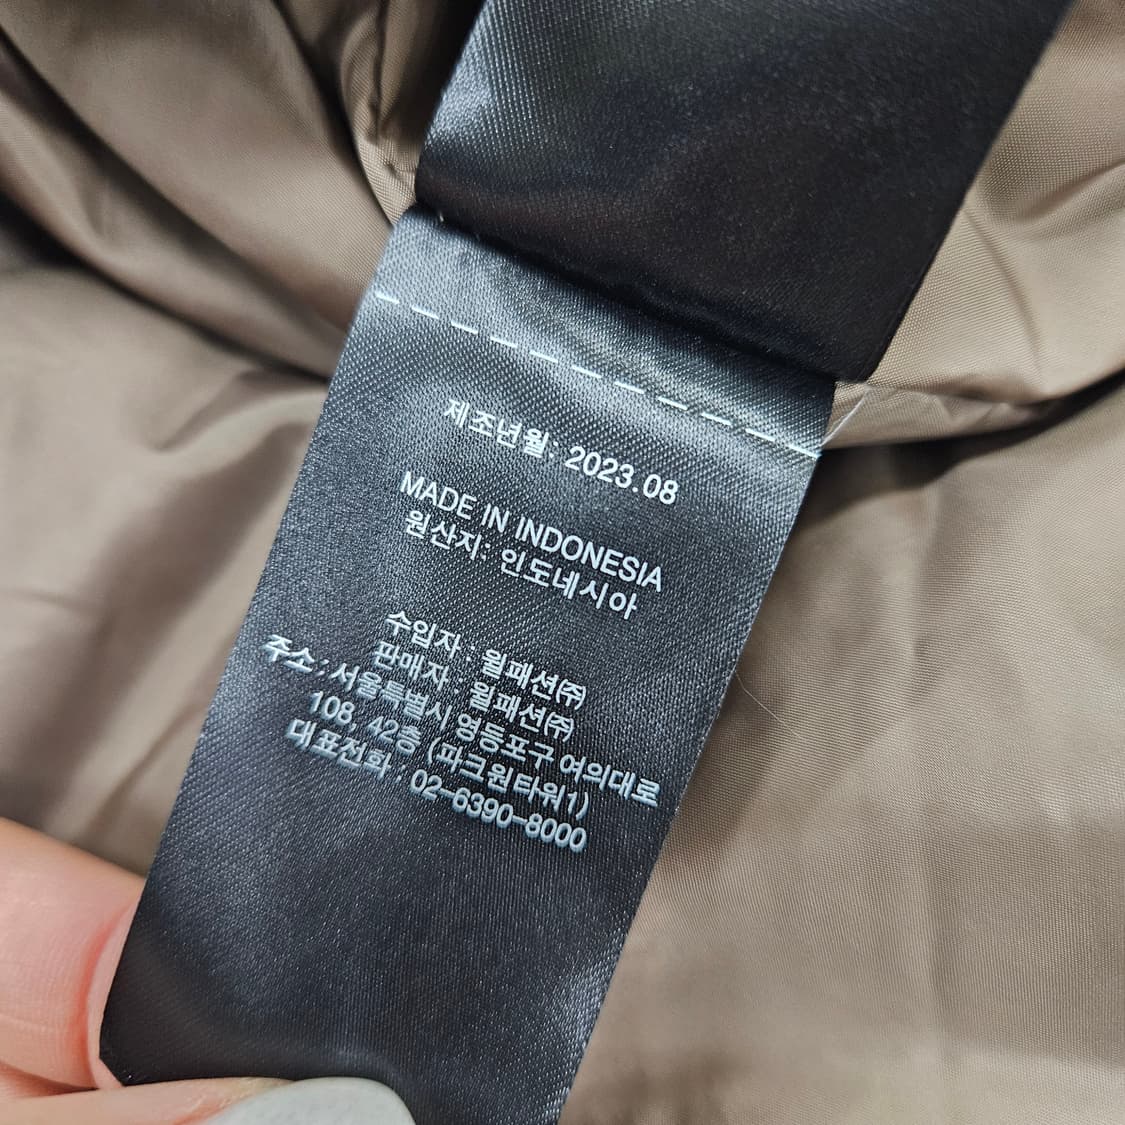 제조년월: 2023.08
MADE IN INDONESIA
원산지: 인도네시아
수입자 : 월패션㈜
판매자 : 월패션㈜
주소 : 서울특별시 영등포구 여의대로
108, 42층 (파크원타워1)
대표전화 : 02-6390-8000